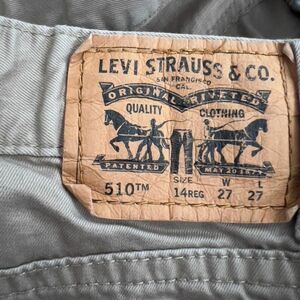 LEVI STRAUSS & CO.
SAN FRANCISCO
CAL.
ORIGINAL RIVETED
QUALITY CLOTHING
PATENTED MAY 20 1873
SIZE W L
510™ 14REG 27 27